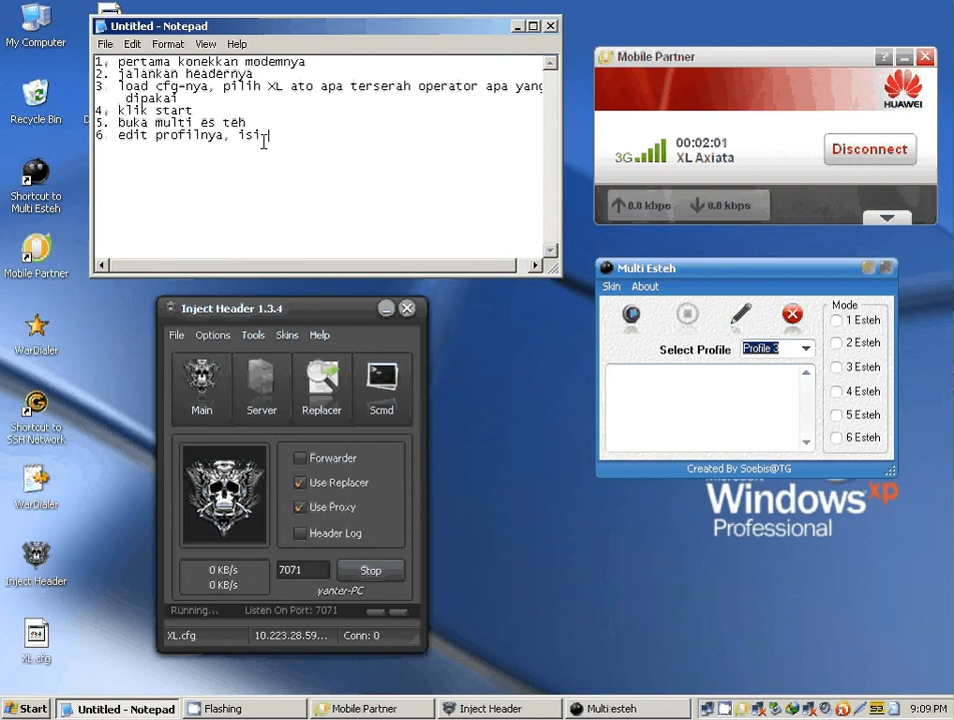 My Computer
Recycle Bin
Shortcut to
Multi Esteh
Mobile Partner
WarDialer
Shortcut to
SSH Network
WarDialer
Inject Header
XL.cfg
Untitled - Notepad
File Edit Format View Help
1. pertama konekkan modemnya
2. jalankan headernya
3. load cfg-nya, pilih XL ato apa terserah operator apa yang
dipakai
4. klik start
5. buka multi es teh
6. edit profilnya, isi
Mobile Partner
HUAWEI
3G
00:02:01
XL Axiata
Disconnect
0.0 kbps 0.0 kbps
Multi Esteh
Skin About
Select Profile Profile 3
Mode
1 Esteh
2 Esteh
3 Esteh
4 Esteh
5 Esteh
6 Esteh
Created By Soebis@TG
Inject Header 1.3.4
File Options Tools Skins Help
Main Server Replacer Scmd
Forwarder
Use Replacer
Use Proxy
Header Log
0 KB/s
0 KB/s
7071 Stop
yanter-PC
Running... Listen On Port: 7071
XL.cfg 10.223.28.59... Conn: 0
Windows xp
Professional
Start Untitled - Notepad Flashing Mobile Partner Inject Header Multi esteh 9:09 PM